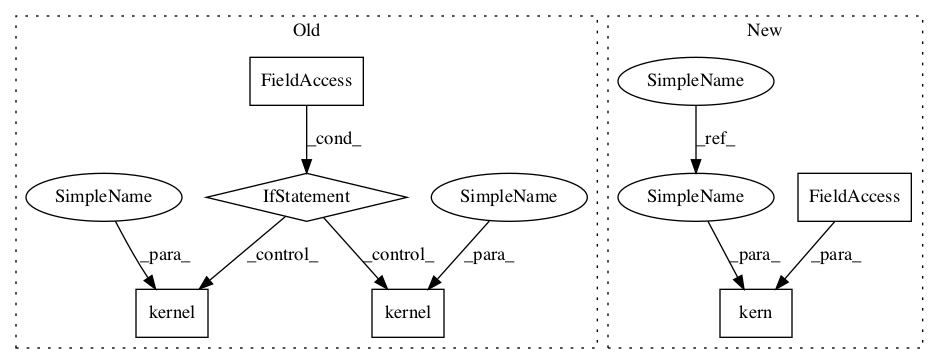 Old
New
FieldAccess
SimpleName
_cond_
_ref_
SimpleName
IfStatement
SimpleName
SimpleName
FieldAccess
_para_
_control_
_control_
_para_
_para_
_para_
kernel
kernel
kern